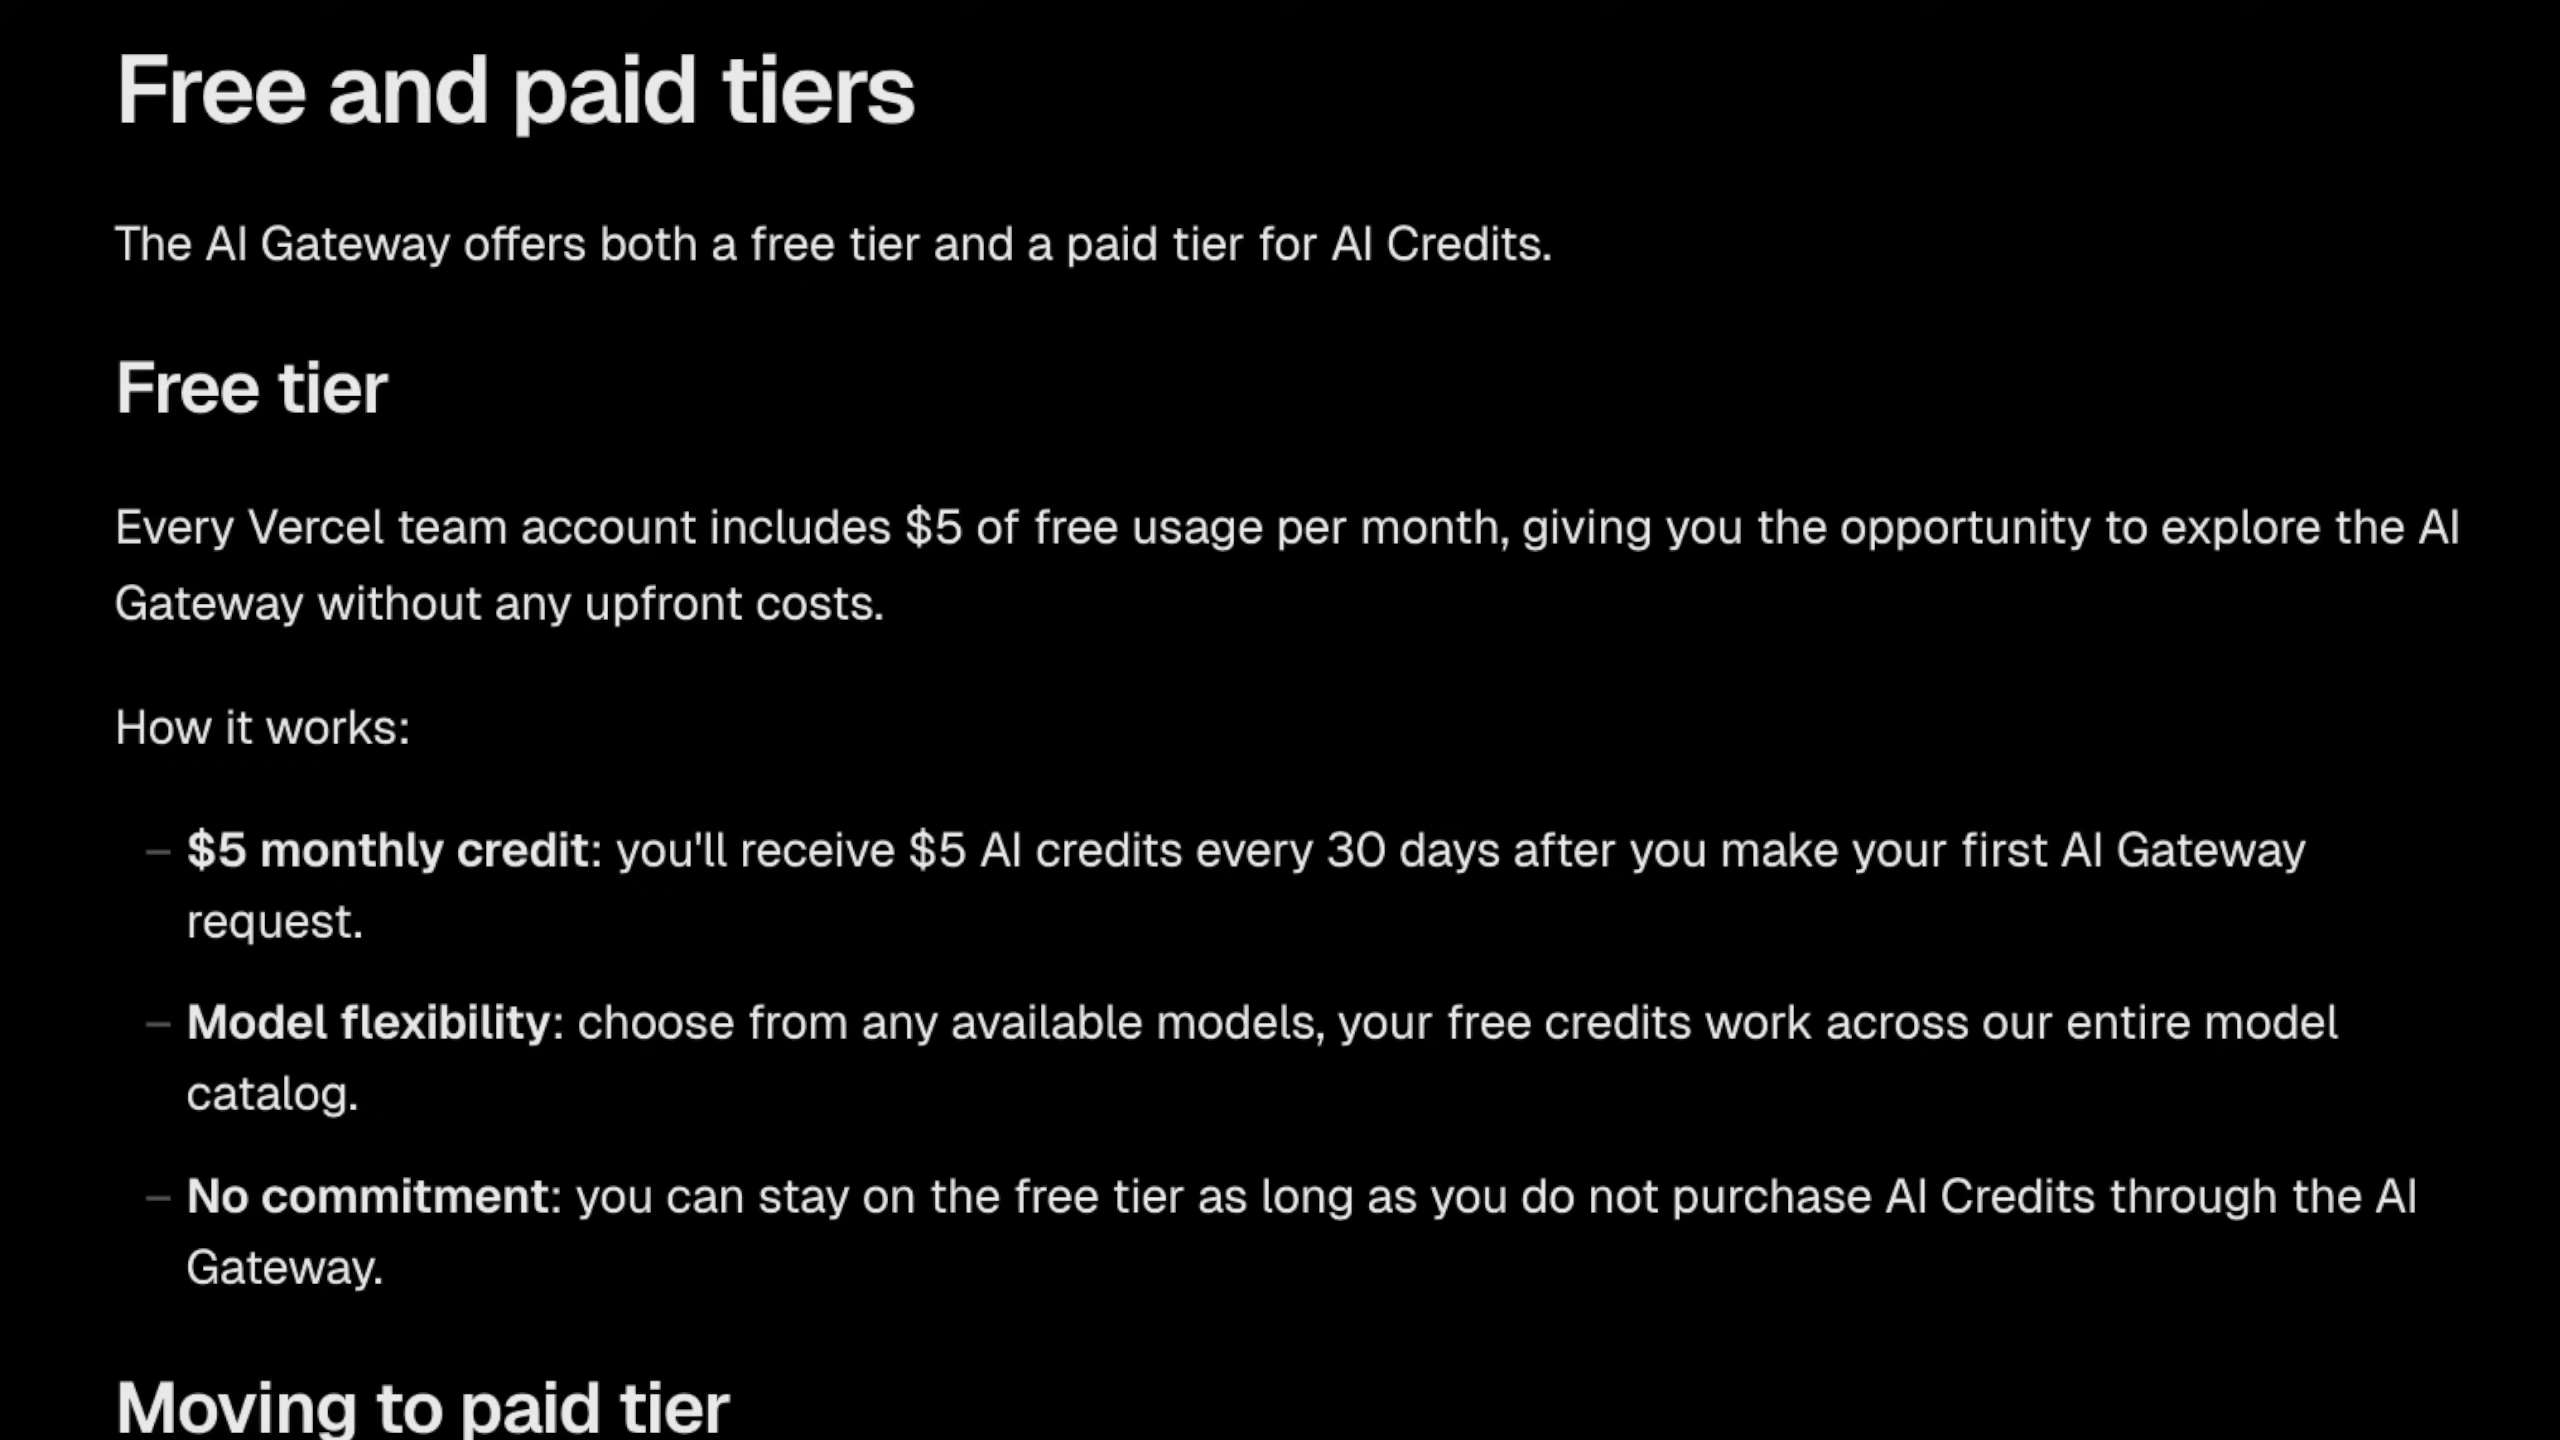 Free and paid tiers
The AI Gateway offers both a free tier and a paid tier for AI Credits.
Free tier
Every Vercel team account includes $5 of free usage per month, giving you the opportunity to explore the AI
Gateway without any upfront costs.
How it works:
– $5 monthly credit: you'll receive $5 AI credits every 30 days after you make your first AI Gateway
request.
– Model flexibility: choose from any available models, your free credits work across our entire model
catalog.
– No commitment: you can stay on the free tier as long as you do not purchase AI Credits through the AI
Gateway.
Moving to paid tier